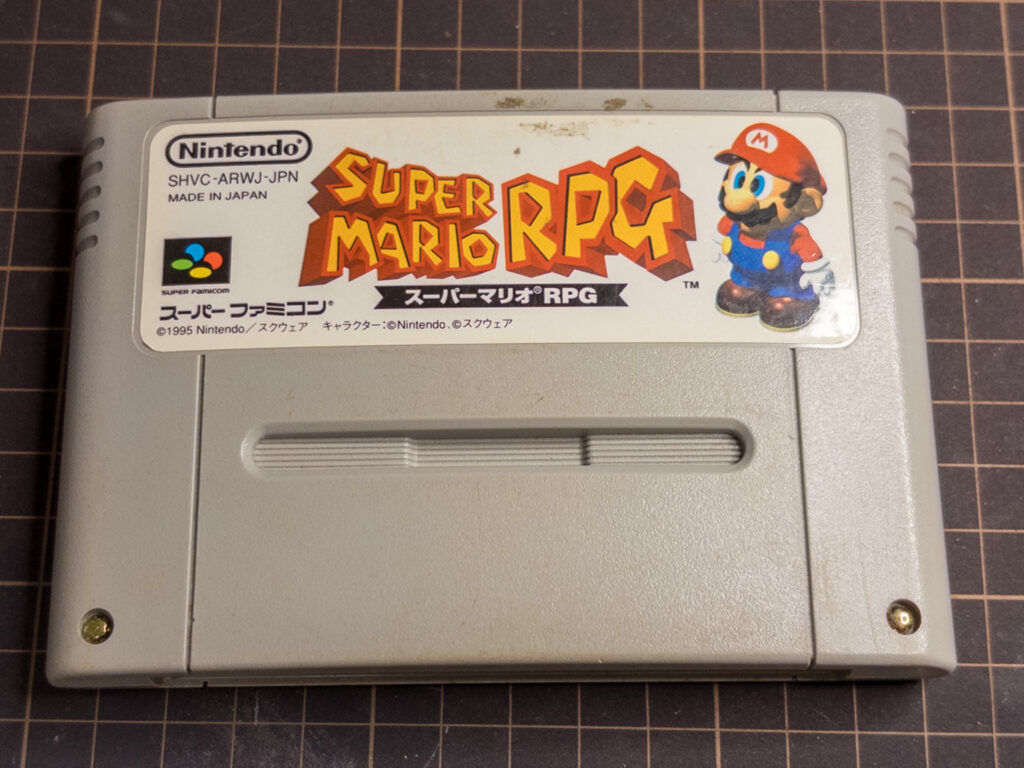 Nintendo®
SHVC-ARWJ-JPN
MADE IN JAPAN
SUPER FAMICOM
スーパーファミコン®
SUPER
MARIO
RPG
TM
スーパーマリオ®RPG
©1995 Nintendo／スクウェア キャラクター：©Nintendo、©スクウェア
M